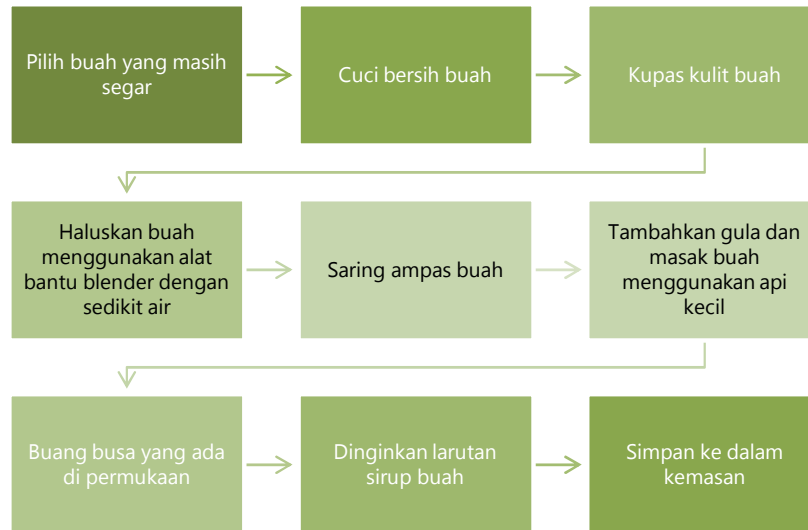 Pilih buah yang masih
segar
Cuci bersih buah
Kupas kulit buah
Haluskan buah
menggunakan alat
bantu blender dengan
sedikit air
Saring ampas buah
Tambahkan gula dan
masak buah
menggunakan api
kecil
Buang busa yang ada
di permukaan
Dinginkan larutan
sirup buah
Simpan ke dalam
kemasan